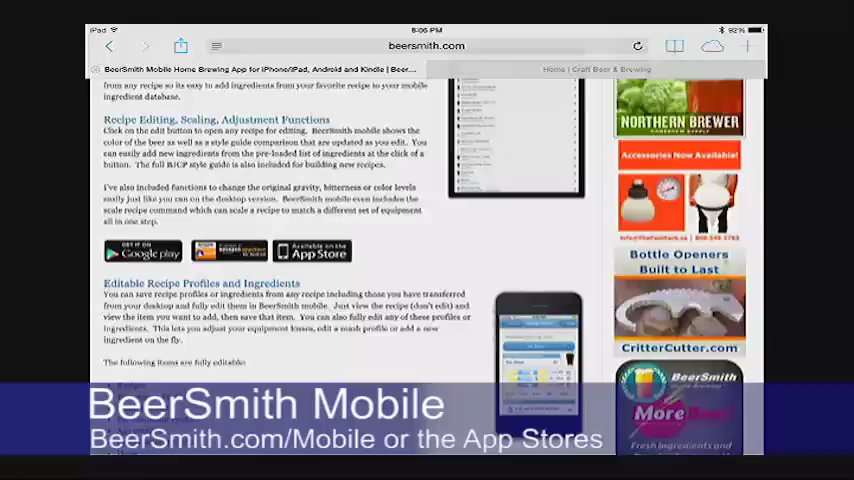 iPad
8:06 PM
92%
beersmith.com
BeerSmith Mobile Home Brewing App for iPhone/iPad, Android and Kindle | Beer...
Home | Craft Beer & Brewing
from any recipe so its easy to add ingredients from your favorite recipe to your mobile
ingredient database.
Recipe Editing, Scaling, Adjustment Functions
Click on the edit button to open any recipe for editing. BeerSmith mobile shows the
color of the beer as well as a style guide comparison that are updated as you edit. You
can easily add new ingredients from the pre-loaded list of ingredients at the click of a
button. The full BJCP style guide is also included for building new recipes.
I've also included functions to change the original gravity, bitterness or color levels
easily just like you can on the desktop version. BeerSmith mobile even includes the
scale recipe command which can scale a recipe to match a different set of equipment
all in one step.
GET IT ON
Google play
Available at
amazon appstore
Available on the
App Store
Editable Recipe Profiles and Ingredients
You can save recipe profiles or ingredients from any recipe including those you have transferred
from your desktop and fully edit them in BeerSmith mobile. Just view the recipe (don't edit) and
view the item you want to add, then save that item. You can also fully edit any of these profiles or
ingredients. This lets you adjust your equipment losses, edit a mash profile or add a new
ingredient on the fly.
The following items are fully editable:
NORTHERN BREWER
HOMEBREW SUPPLY
Accessories Now Available!
Bottle Openers
Built to Last
CritterCutter.com
BeerSmith
Home Brewing
MoreBeer!
Fresh Ingredients and
BeerSmith Mobile
BeerSmith.com/Mobile or the App Stores